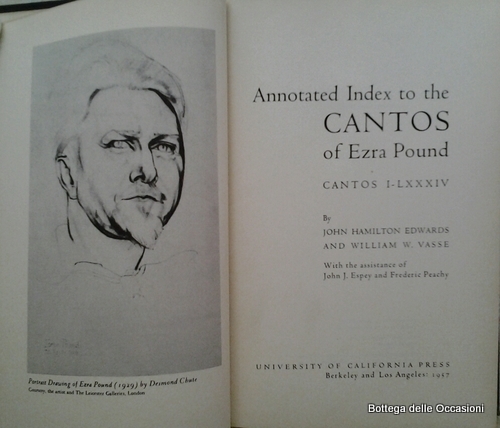 Portrait Drawing of Ezra Pound (1929) by Desmond Chute
Courtesy, the artist and The Leicester Galleries, London
Annotated Index to the
CANTOS
of Ezra Pound
CANTOS I-LXXXIV
By
JOHN HAMILTON EDWARDS
AND WILLIAM W. VASSE
With the assistance of
John J. Espey and Frederic Peachy
UNIVERSITY OF CALIFORNIA PRESS
Berkeley and Los Angeles: 1957
Bottega delle Occasioni